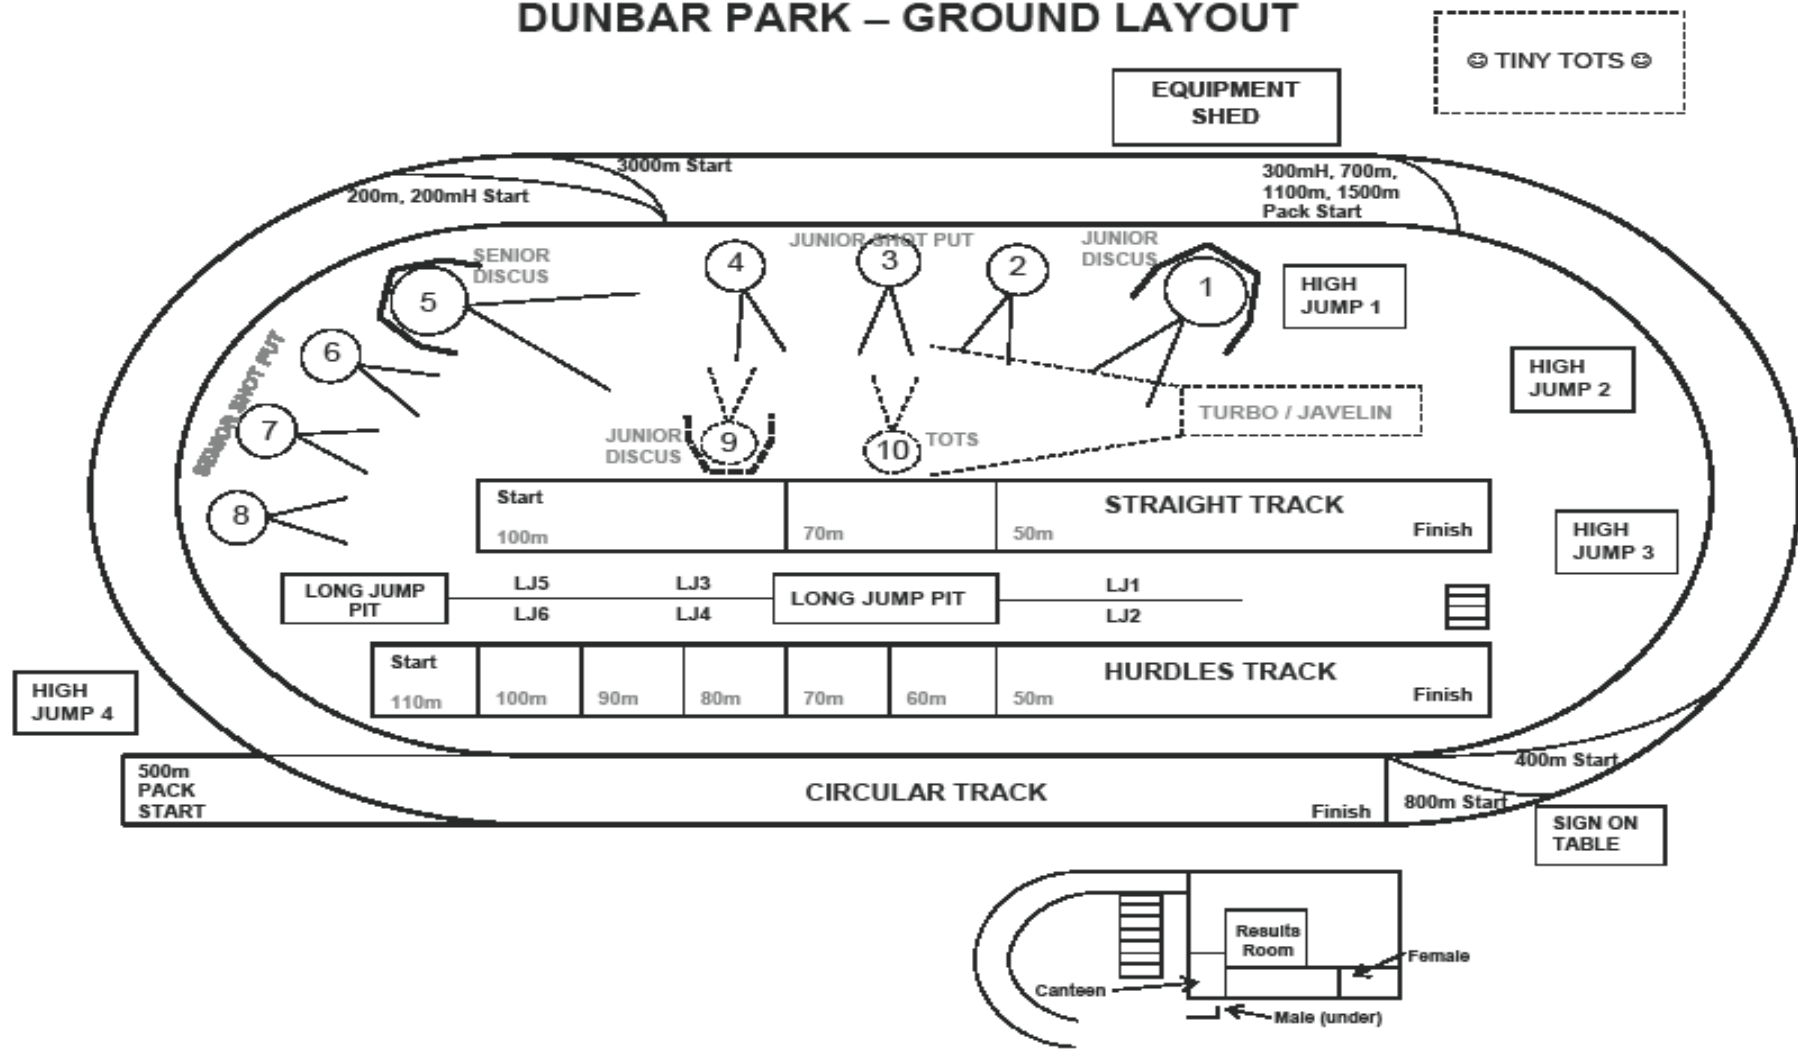 DUNBAR PARK – GROUND LAYOUT
☺ TINY TOTS ☺
EQUIPMENT
SHED
3000m Start
200m, 200mH Start
300mH, 700m,
1100m, 1500m
Pack Start
SENIOR
DISCUS
JUNIOR SHOT PUT
JUNIOR
DISCUS
5
4
3
2
1
HIGH
JUMP 1
SENIOR SHOT PUT
6
7
8
HIGH
JUMP 2
TURBO / JAVELIN
JUNIOR
DISCUS
9
10
TOTS
Start
100m
70m
50m
STRAIGHT TRACK
Finish
HIGH
JUMP 3
LONG JUMP
PIT
LJ5
LJ6
LJ3
LJ4
LONG JUMP PIT
LJ1
LJ2
Start
110m
100m
90m
80m
70m
60m
50m
HURDLES TRACK
Finish
HIGH
JUMP 4
500m
PACK
START
CIRCULAR TRACK
Finish
400m Start
800m Start
SIGN ON
TABLE
Results
Room
Female
Canteen
Male (under)